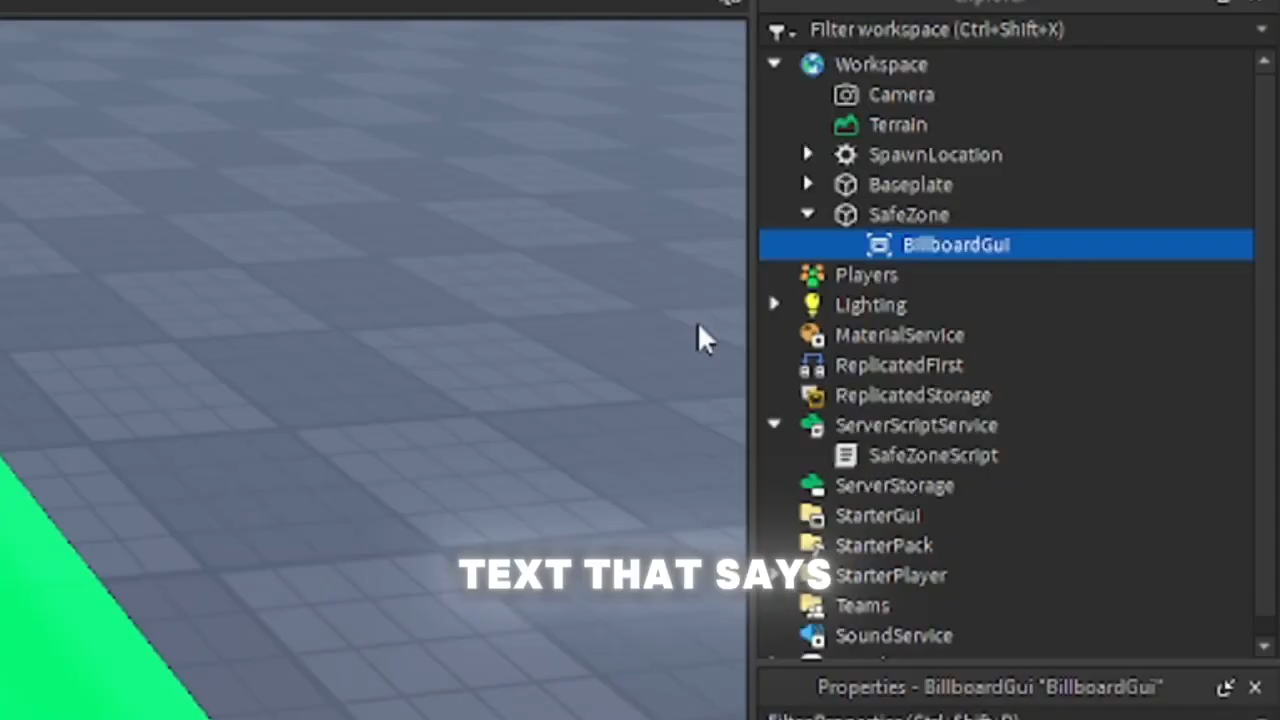 Filter workspace (Ctrl+Shift+X)
Workspace
Camera
Terrain
SpawnLocation
Baseplate
SafeZone
BillboardGui
Players
Lighting
MaterialService
ReplicatedFirst
ReplicatedStorage
ServerScriptService
SafeZoneScript
ServerStorage
StarterGui
StarterPack
TEXT THAT SAYS
StarterPlayer
Teams
SoundService
Properties - BillboardGui "BillboardGui"